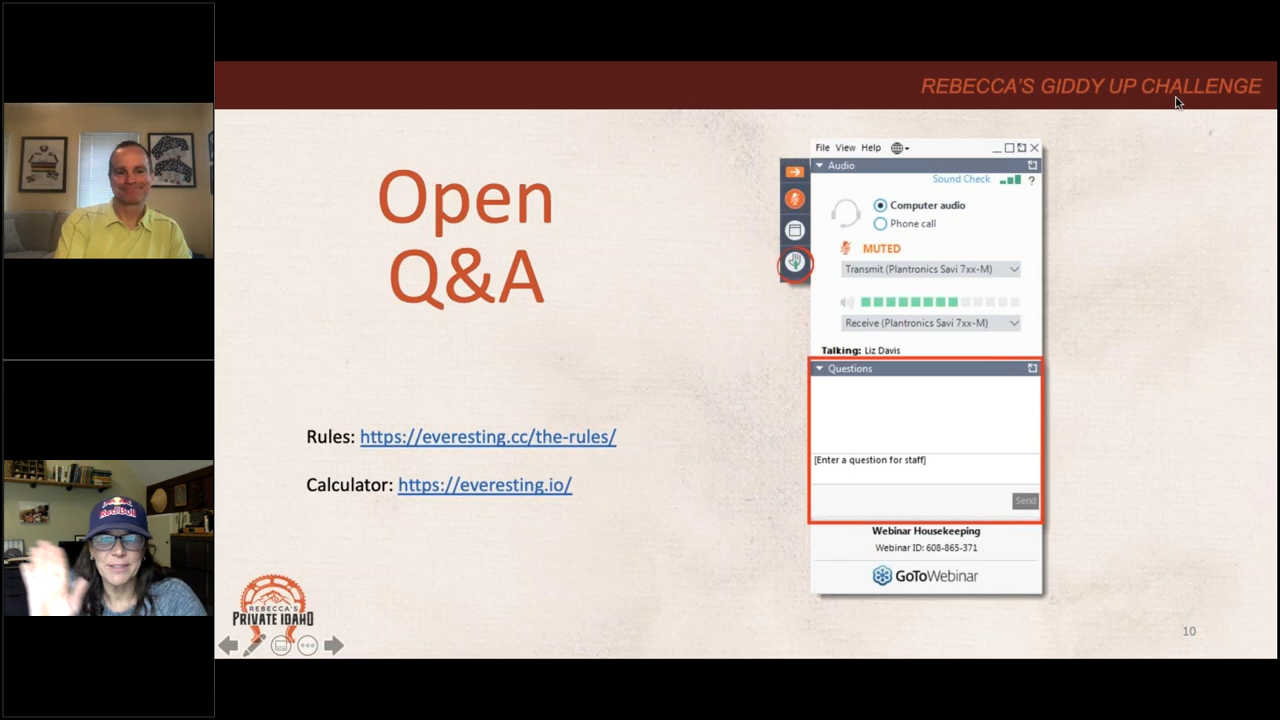 REBECCA'S GIDDY UP CHALLENGE
Open
Q&A
Rules: https://everesting.cc/the-rules/
Calculator: https://everesting.io/
File View Help
Audio
Sound Check
?
Computer audio
Phone call
MUTED
Transmit (Plantronics Savi 7xx-M)
Receive (Plantronics Savi 7xx-M)
Talking: Liz Davis
Questions
[Enter a question for staff]
Send
Webinar Housekeeping
Webinar ID: 608-865-371
GoToWebinar
Red Bull
REBECCA'S
PRIVATE IDAHO
10